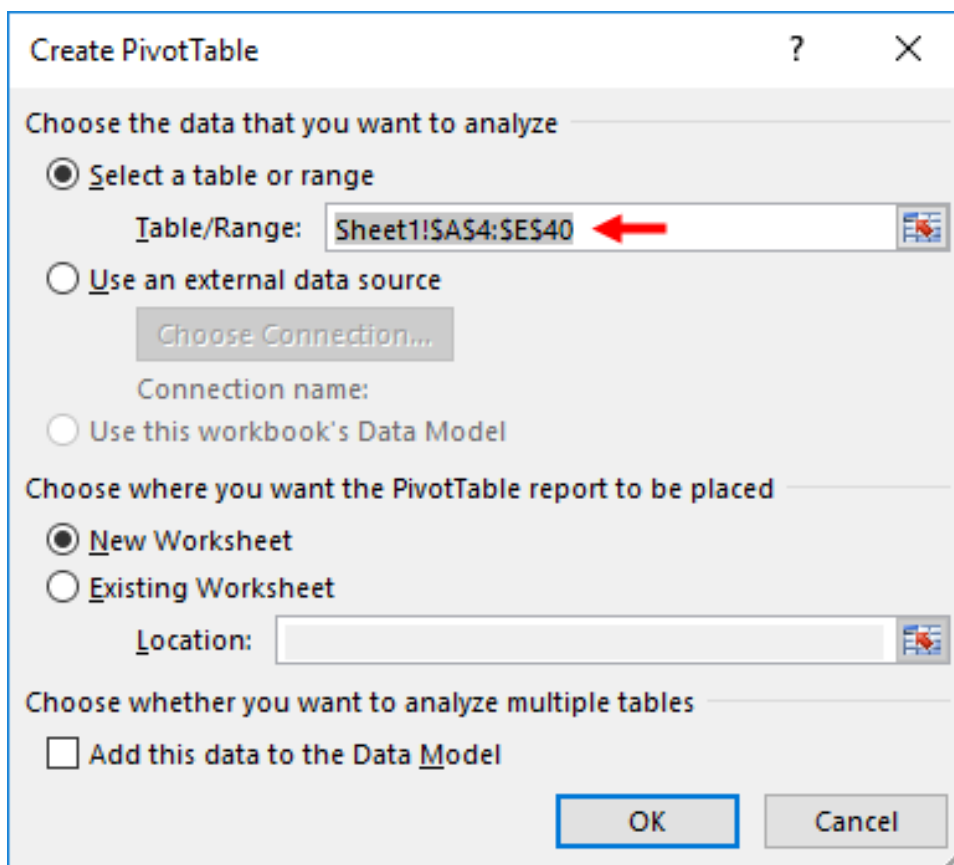 Create PivotTable ?
Choose the data that you want to analyze
Select a table or range
Table/Range: Sheet1!$A$4:$E$40
Use an external data source
Choose Connection...
Connection name:
Use this workbook's Data Model
Choose where you want the PivotTable report to be placed
New Worksheet
Existing Worksheet
Location:
Choose whether you want to analyze multiple tables
Add this data to the Data Model
OK Cancel